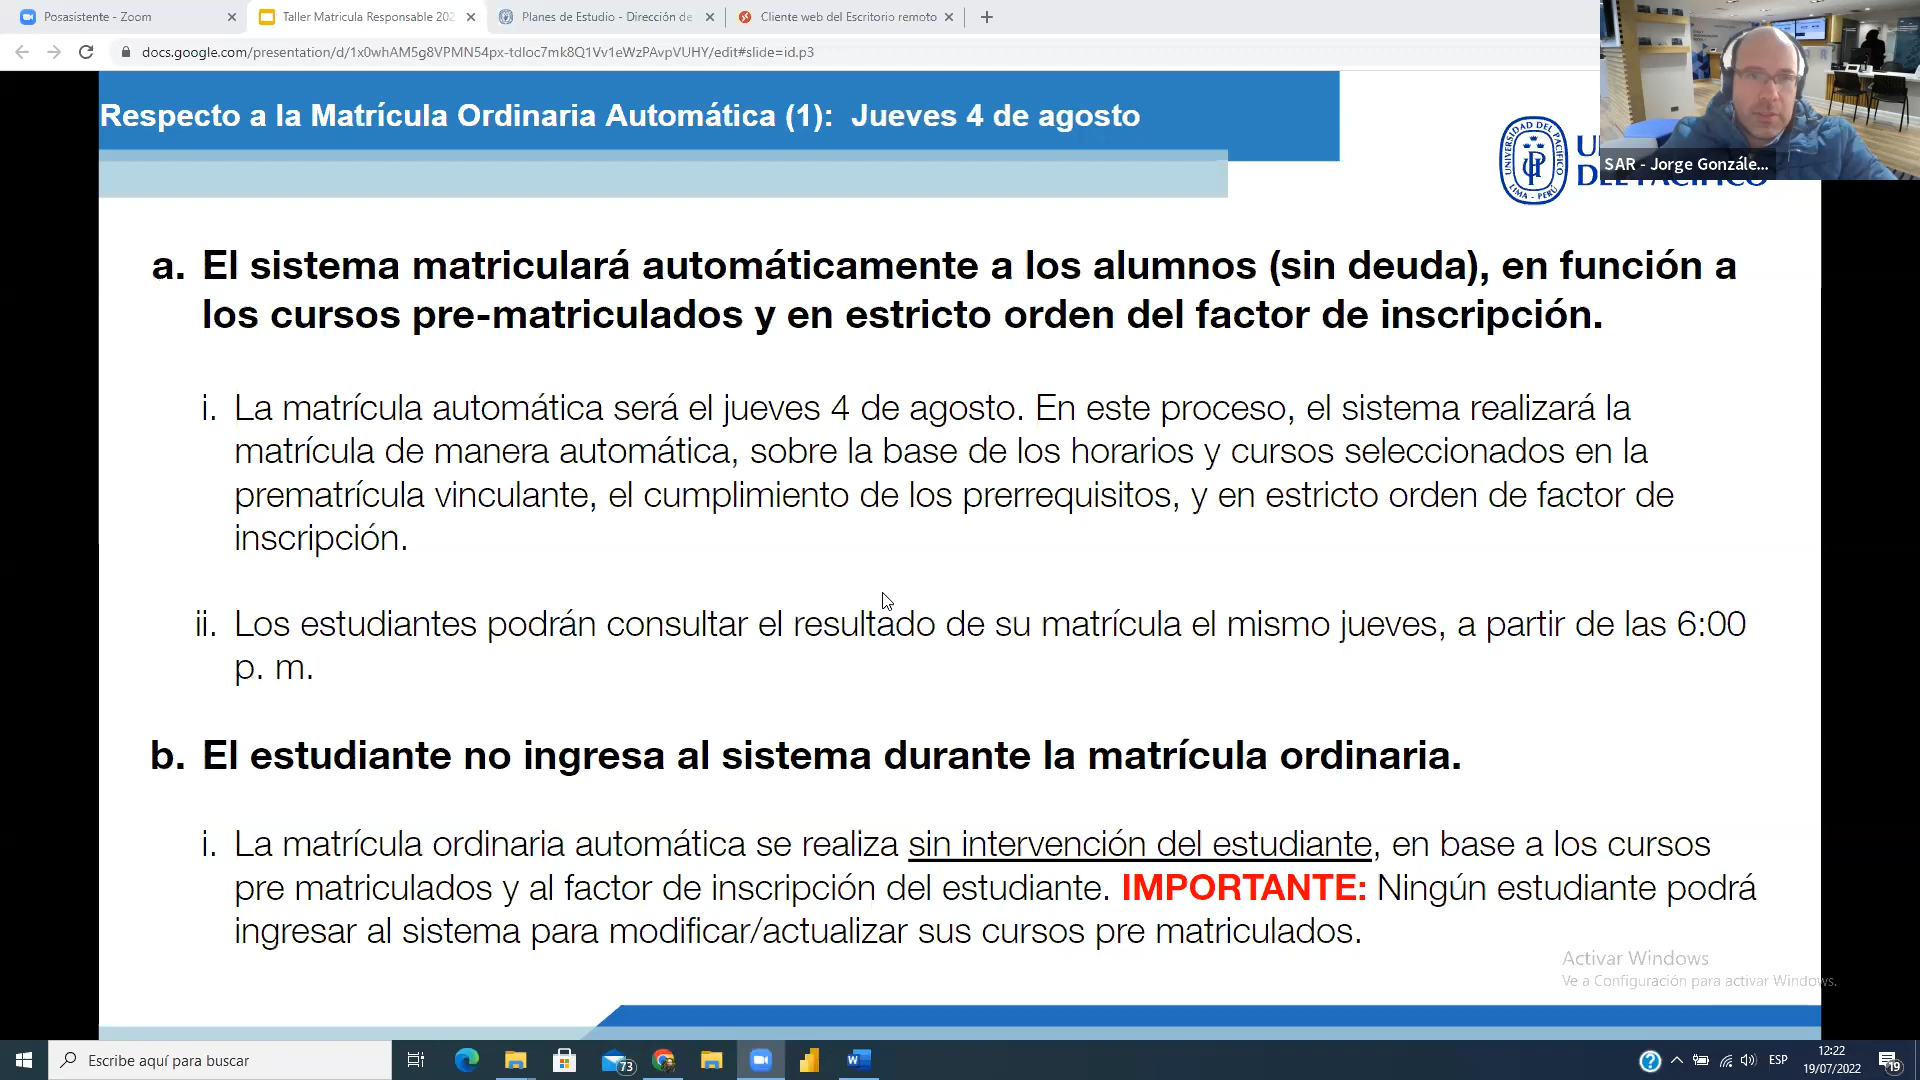 Posasistente - Zoom
Taller Matricula Responsable 202
Planes de Estudio - Dirección de
Cliente web del Escritorio remoto
docs.google.com/presentation/d/1x0whAM5g8VPMN54px-tdIoc7mk8Q1Vv1eWzPAvpVUHY/edit#slide=id.p3
Respecto a la Matrícula Ordinaria Automática (1): Jueves 4 de agosto
UNIVERSIDAD DEL PACIFICO
LIMA - PERÚ
DEL PACIFICO
SAR - Jorge Gonzále...
a. El sistema matriculará automáticamente a los alumnos (sin deuda), en función a
los cursos pre-matriculados y en estricto orden del factor de inscripción.
i. La matrícula automática será el jueves 4 de agosto. En este proceso, el sistema realizará la
matrícula de manera automática, sobre la base de los horarios y cursos seleccionados en la
prematrícula vinculante, el cumplimiento de los prerrequisitos, y en estricto orden de factor de
inscripción.
ii. Los estudiantes podrán consultar el resultado de su matrícula el mismo jueves, a partir de las 6:00
p. m.
b. El estudiante no ingresa al sistema durante la matrícula ordinaria.
i. La matrícula ordinaria automática se realiza sin intervención del estudiante, en base a los cursos
pre matriculados y al factor de inscripción del estudiante. IMPORTANTE: Ningún estudiante podrá
ingresar al sistema para modificar/actualizar sus cursos pre matriculados.
Activar Windows
Ve a Configuración para activar Windows.
Escribe aquí para buscar
73
ESP
12:22
19/07/2022
19